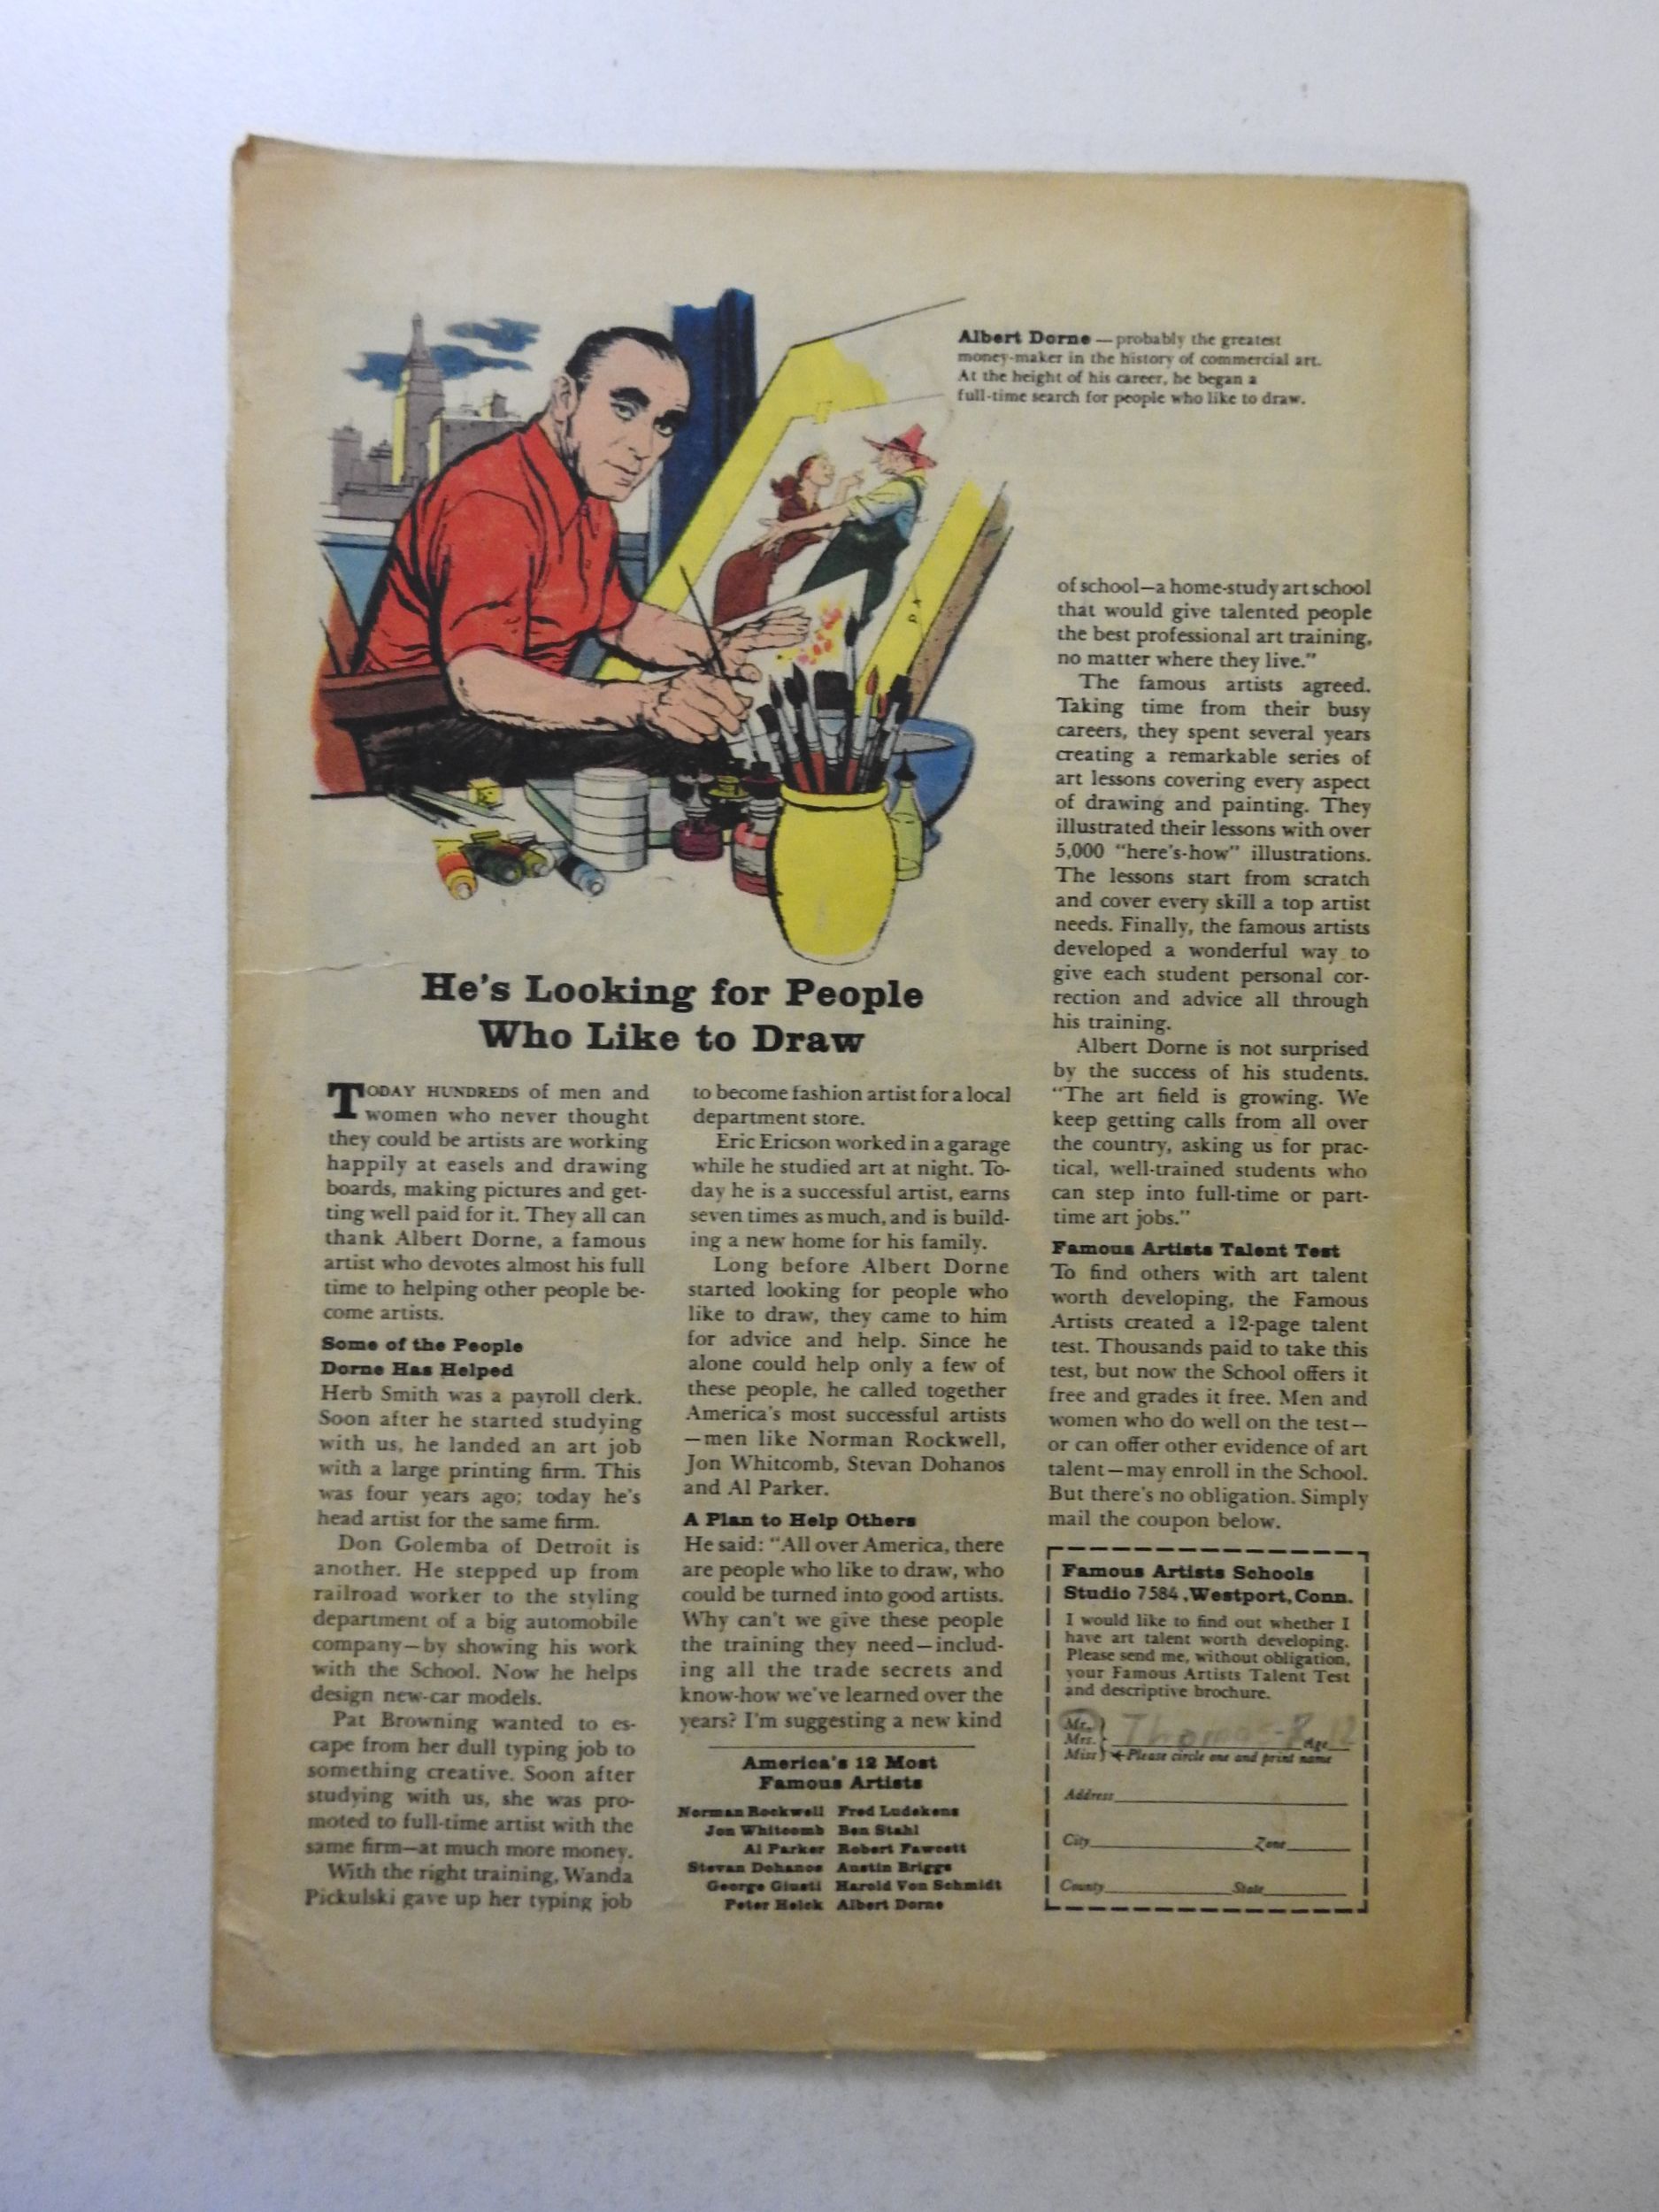 Albert Dorne — probably the greatest
money-maker in the history of commercial art.
At the height of his career, he began a
full-time search for people who like to draw.
He's Looking for People
Who Like to Draw
TODAY HUNDREDS of men and
women who never thought
they could be artists are working
happily at easels and drawing
boards, making pictures and get-
ting well paid for it. They all can
thank Albert Dorne, a famous
artist who devotes almost his full
time to helping other people be-
come artists.
Some of the People
Dorne Has Helped
Herb Smith was a payroll clerk.
Soon after he started studying
with us, he landed an art job
with a large printing firm. This
was four years ago; today he's
head artist for the same firm.
Don Golemba of Detroit is
another. He stepped up from
railroad worker to the styling
department of a big automobile
company—by showing his work
with the School. Now he helps
design new-car models.
Pat Browning wanted to es-
cape from her dull typing job to
something creative. Soon after
studying with us, she was pro-
moted to full-time artist with the
same firm—at much more money.
With the right training, Wanda
Pickulski gave up her typing job
to become fashion artist for a local
department store.
Eric Ericson worked in a garage
while he studied art at night. To-
day he is a successful artist, earns
seven times as much, and is build-
ing a new home for his family.
Long before Albert Dorne
started looking for people who
like to draw, they came to him
for advice and help. Since he
alone could help only a few of
these people, he called together
America's most successful artists
—men like Norman Rockwell,
Jon Whitcomb, Stevan Dohanos
and Al Parker.
A Plan to Help Others
He said: "All over America, there
are people who like to draw, who
could be turned into good artists.
Why can't we give these people
the training they need—includ-
ing all the trade secrets and
know-how we've learned over the
years? I'm suggesting a new kind
of school—a home-study art school
that would give talented people
the best professional art training,
no matter where they live."
The famous artists agreed.
Taking time from their busy
careers, they spent several years
creating a remarkable series of
art lessons covering every aspect
of drawing and painting. They
illustrated their lessons with over
5,000 "here's-how" illustrations.
The lessons start from scratch
and cover every skill a top artist
needs. Finally, the famous artists
developed a wonderful way to
give each student personal cor-
rection and advice all through
his training.
Albert Dorne is not surprised
by the success of his students.
"The art field is growing. We
keep getting calls from all over
the country, asking us for prac-
tical, well-trained students who
can step into full-time or part-
time art jobs."
Famous Artists Talent Test
To find others with art talent
worth developing, the Famous
Artists created a 12-page talent
test. Thousands paid to take this
test, but now the School offers it
free and grades it free. Men and
women who do well on the test—
or can offer other evidence of art
talent—may enroll in the School.
But there's no obligation. Simply
mail the coupon below.
America's 12 Most
Famous Artists
Norman Rockwell Fred Ludekens
Jon Whitcomb Ben Stahl
Al Parker Robert Fawcett
Stevan Dohanos Austin Briggs
George Giusti Harold Von Schmidt
Peter Helck Albert Dorne
Famous Artists Schools
Studio 7584, Westport, Conn.
I would like to find out whether I
have art talent worth developing.
Please send me, without obligation,
your Famous Artists Talent Test
and descriptive brochure.
Mr.
Mrs. Thomas Age 12
Miss Please circle one and print name
Address
City Zone
County State